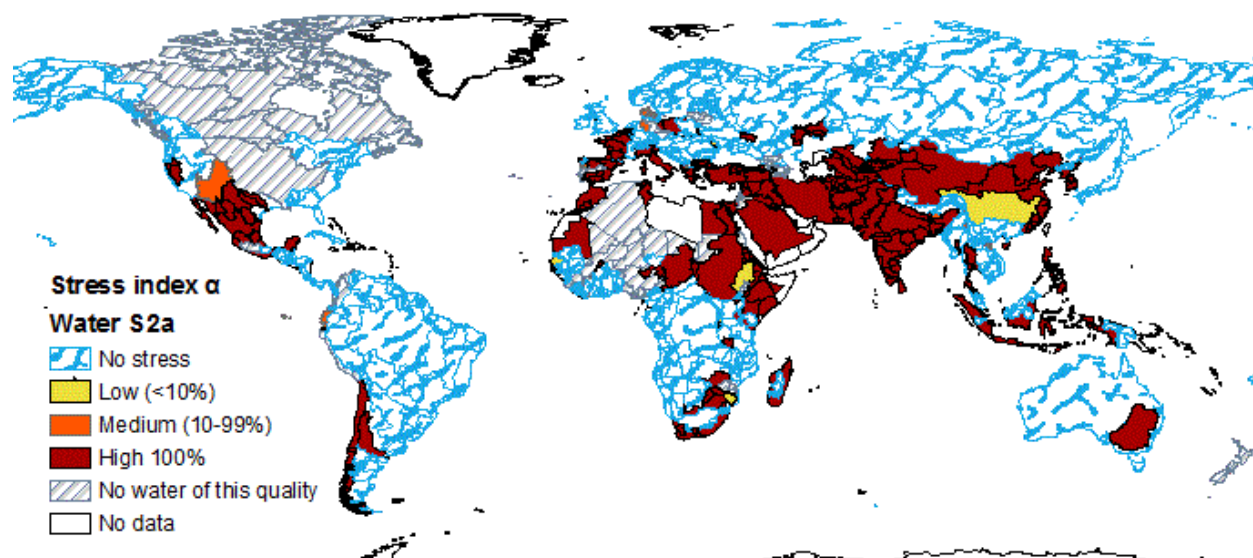 Stress index α
Water S2a
No stress
Low (<10%)
Medium (10-99%)
High 100%
No water of this quality
No data